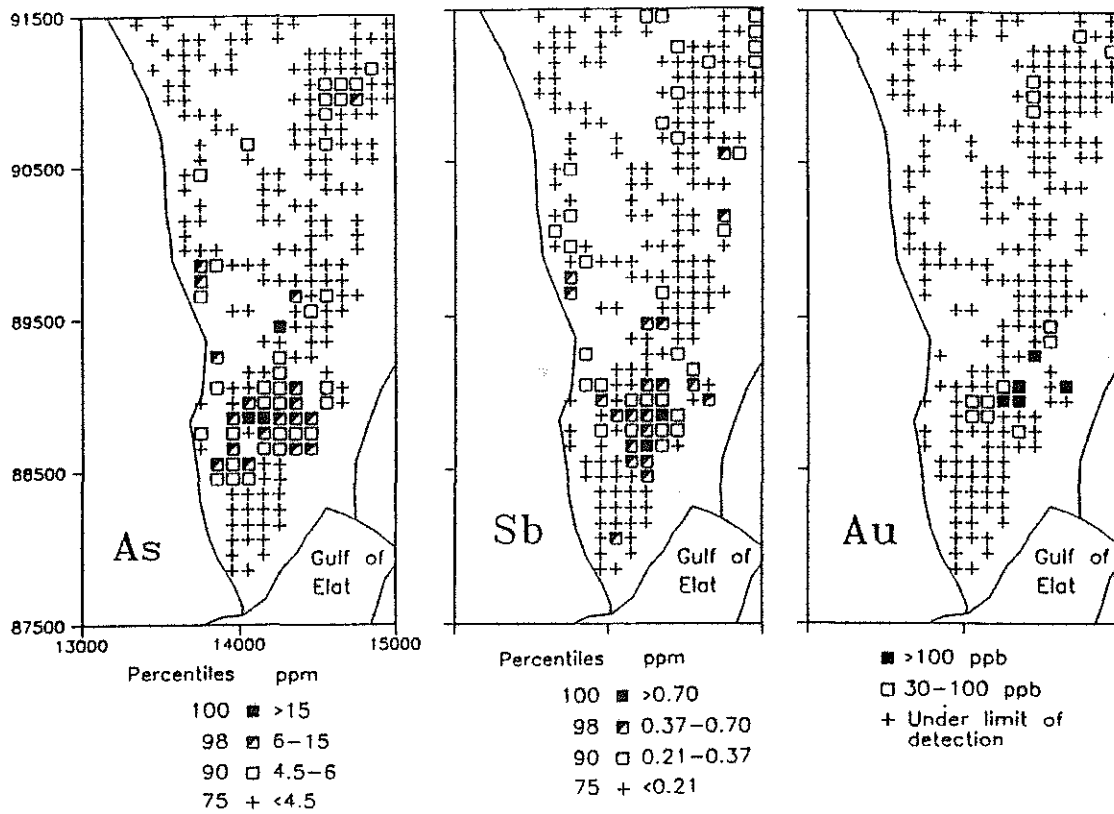 91500
90500
89500
88500
87500
13000
14000
15000
As
Gulf of
Elat
Sb
Gulf of
Elat
Au
Gulf of
Elat
Percentiles ppm
100 >15
98 6-15
90 4.5-6
75 + <4.5
Percentiles ppm
100 >0.70
98 0.37-0.70
90 0.21-0.37
75 + <0.21
>100 ppb
30-100 ppb
+ Under limit of
detection